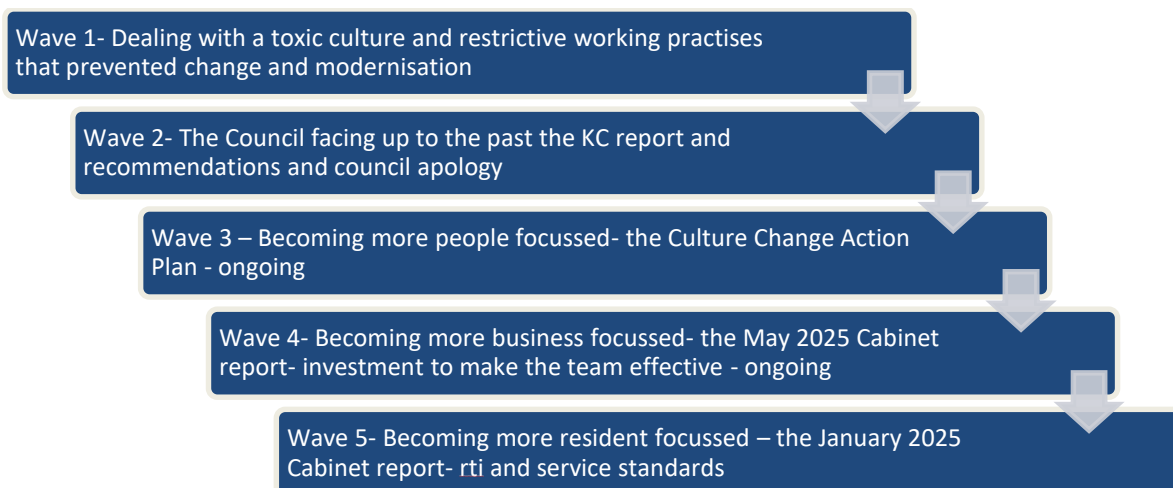 Wave 1- Dealing with a toxic culture and restrictive working practises
that prevented change and modernisation
Wave 2- The Council facing up to the past the KC report and
recommendations and council apology
Wave 3 – Becoming more people focussed- the Culture Change Action
Plan - ongoing
Wave 4- Becoming more business focussed- the May 2025 Cabinet
report- investment to make the team effective - ongoing
Wave 5- Becoming more resident focussed – the January 2025
Cabinet report- rti and service standards